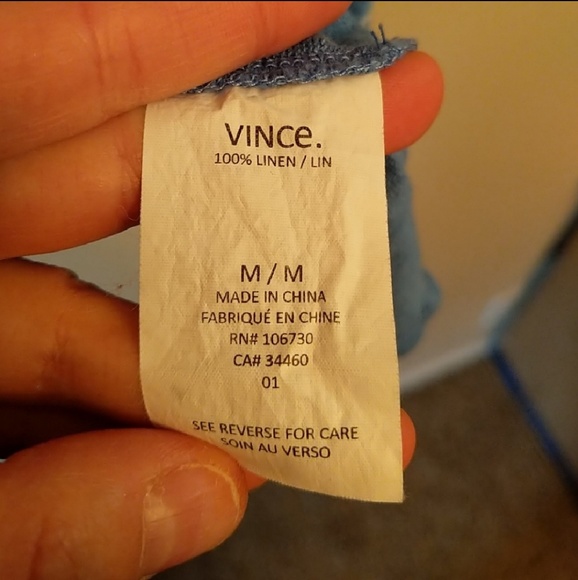 VINCe.
100% LINEN / LIN
M / M
MADE IN CHINA
FABRIQUÉ EN CHINE
RN# 106730
CA# 34460
01
SEE REVERSE FOR CARE
SOIN AU VERSO